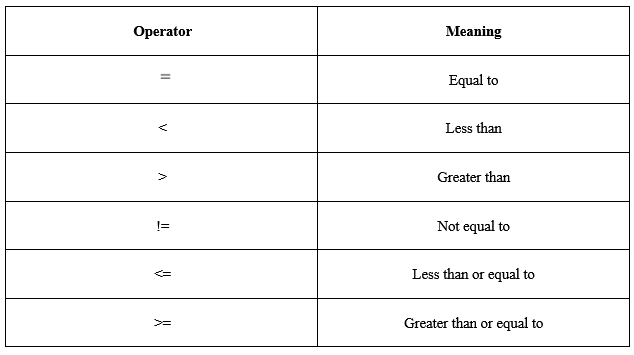 Operator Meaning
= Equal to
< Less than
> Greater than
!= Not equal to
<= Less than or equal to
>= Greater than or equal to